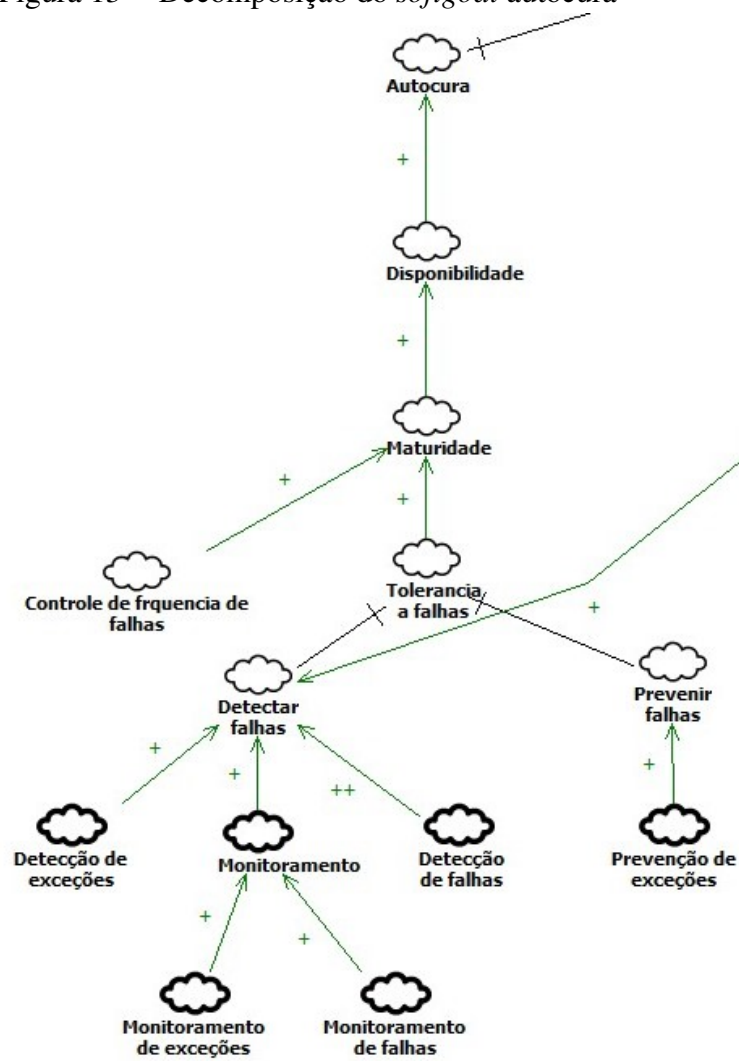 Figura 13 – Decomposição do softgoal autocura
Autocura
+
Disponibilidade
+
Maturidade
+
+
Controle de frquencia de
falhas
Tolerancia
a falhas
+
Detectar
falhas
Prevenir
falhas
+
+
++
+
Detecção de
exceções
Monitoramento
Detecção
de falhas
Prevenção de
exceções
+
+
Monitoramento
de exceções
Monitoramento
de falhas